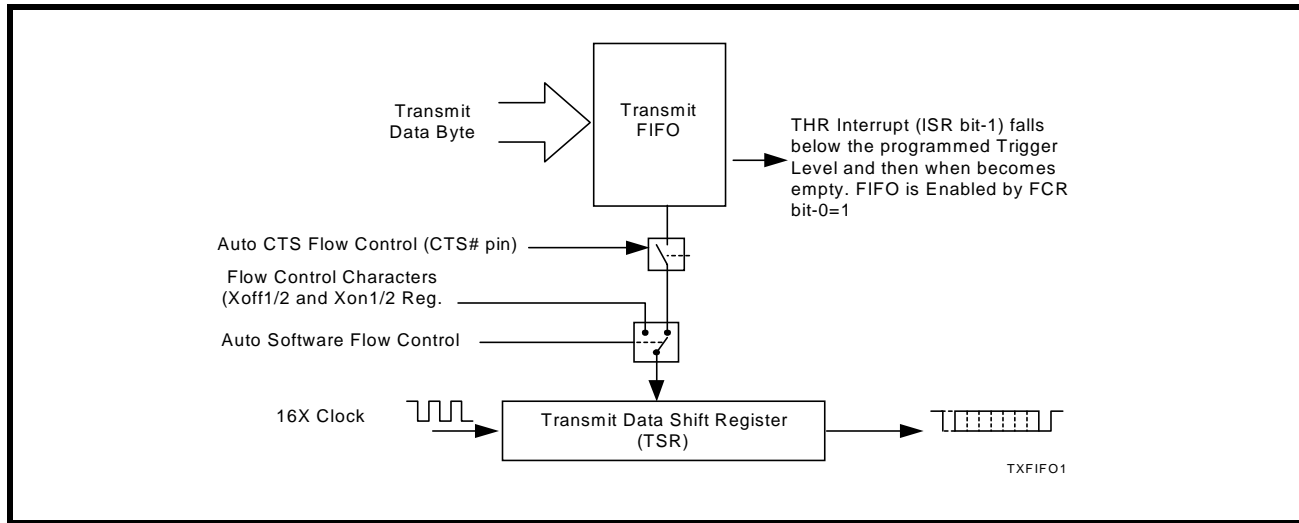 Transmit
Data Byte
Transmit
FIFO
THR Interrupt (ISR bit-1) falls
below the programmed Trigger
Level and then when becomes
empty. FIFO is Enabled by FCR
bit-0=1
Auto CTS Flow Control (CTS# pin)
Flow Control Characters
(Xoff1/2 and Xon1/2 Reg.
Auto Software Flow Control
16X Clock
Transmit Data Shift Register
(TSR)
TXFIFO1